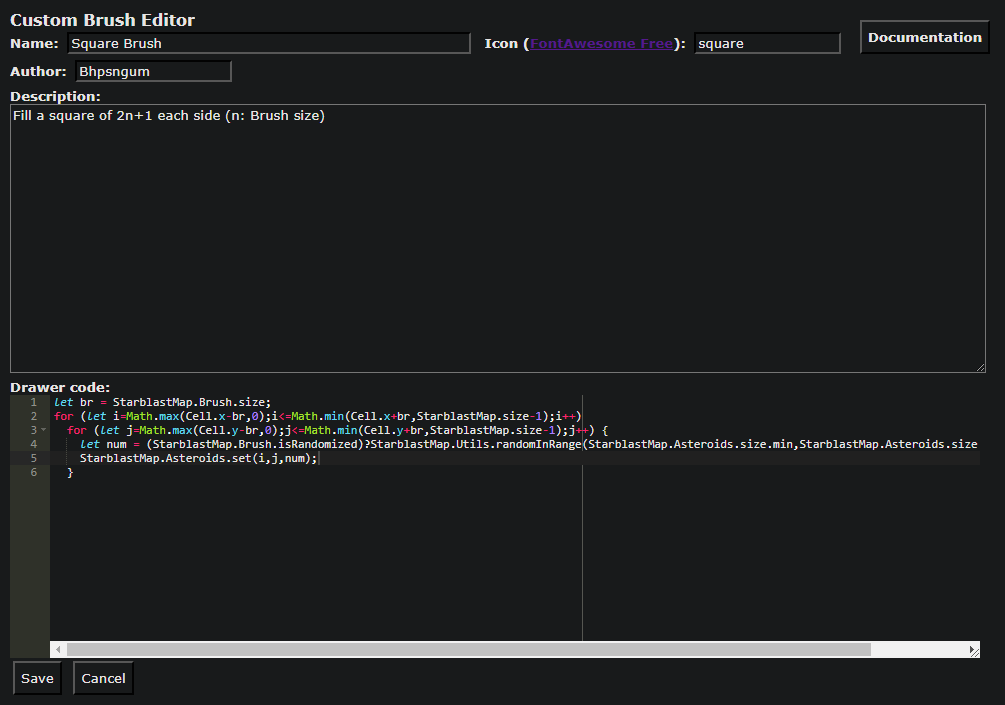 Custom Brush Editor
Name: Square Brush Icon (FontAwesome Free): square Documentation
Author: Bhpsngum
Description:
Fill a square of 2n+1 each side (n: Brush size)
Drawer code:
1 let br = StarblastMap.Brush.size;
2 for (let i=Math.max(Cell.x-br,0);i<=Math.min(Cell.x+br,StarblastMap.size-1);i++)
3 for (let j=Math.max(Cell.y-br,0);j<=Math.min(Cell.y+br,StarblastMap.size-1);j++) {
4 let num = (StarblastMap.Brush.isRandomized)?StarblastMap.Utils.randomInRange(StarblastMap.Asteroids.size.min,StarblastMap.Asteroids.size
5 StarblastMap.Asteroids.set(i,j,num);
6 }
Save Cancel